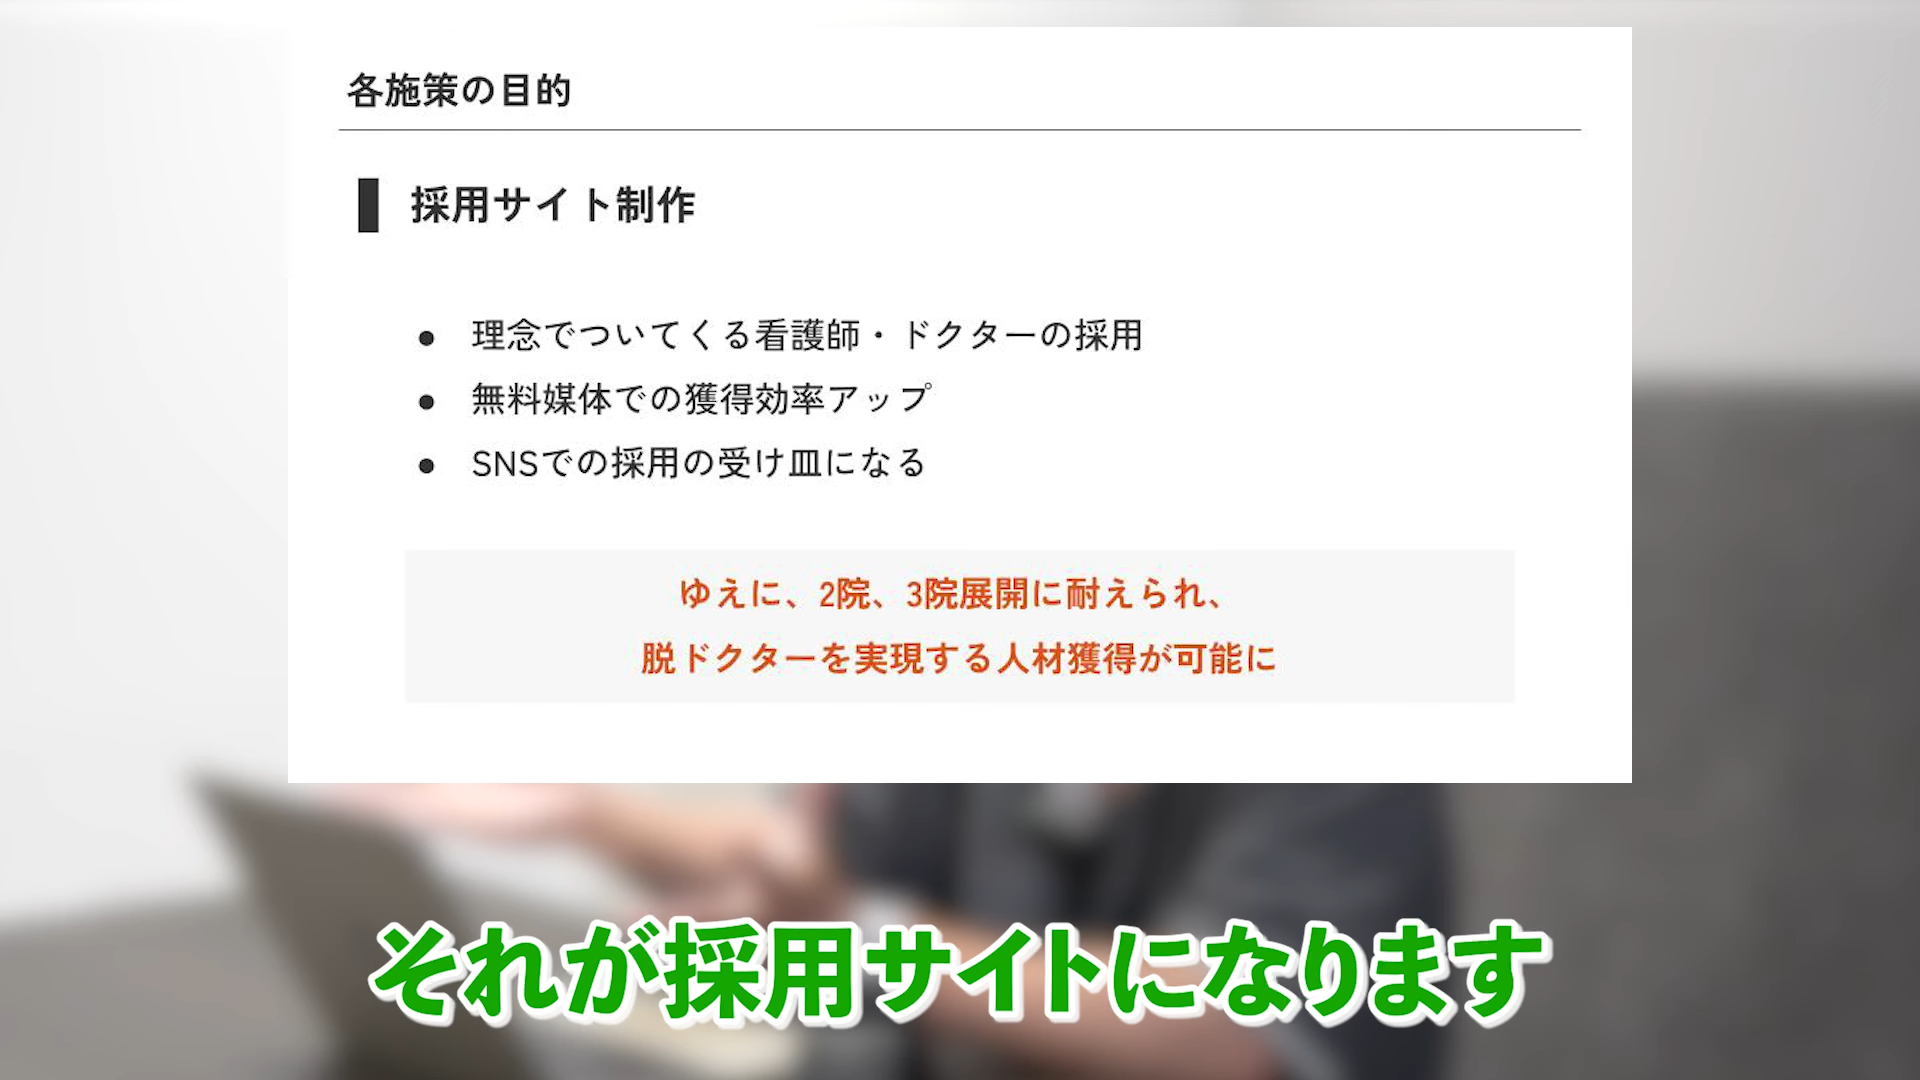 各施策の目的
採用サイト制作
● 理念でついてくる看護師・ドクターの採用
● 無料媒体での獲得効率アップ
● SNSでの採用の受け皿になる
ゆえに、2院、3院展開に耐えられ、
脱ドクターを実現する人材獲得が可能に
それが採用サイトになります